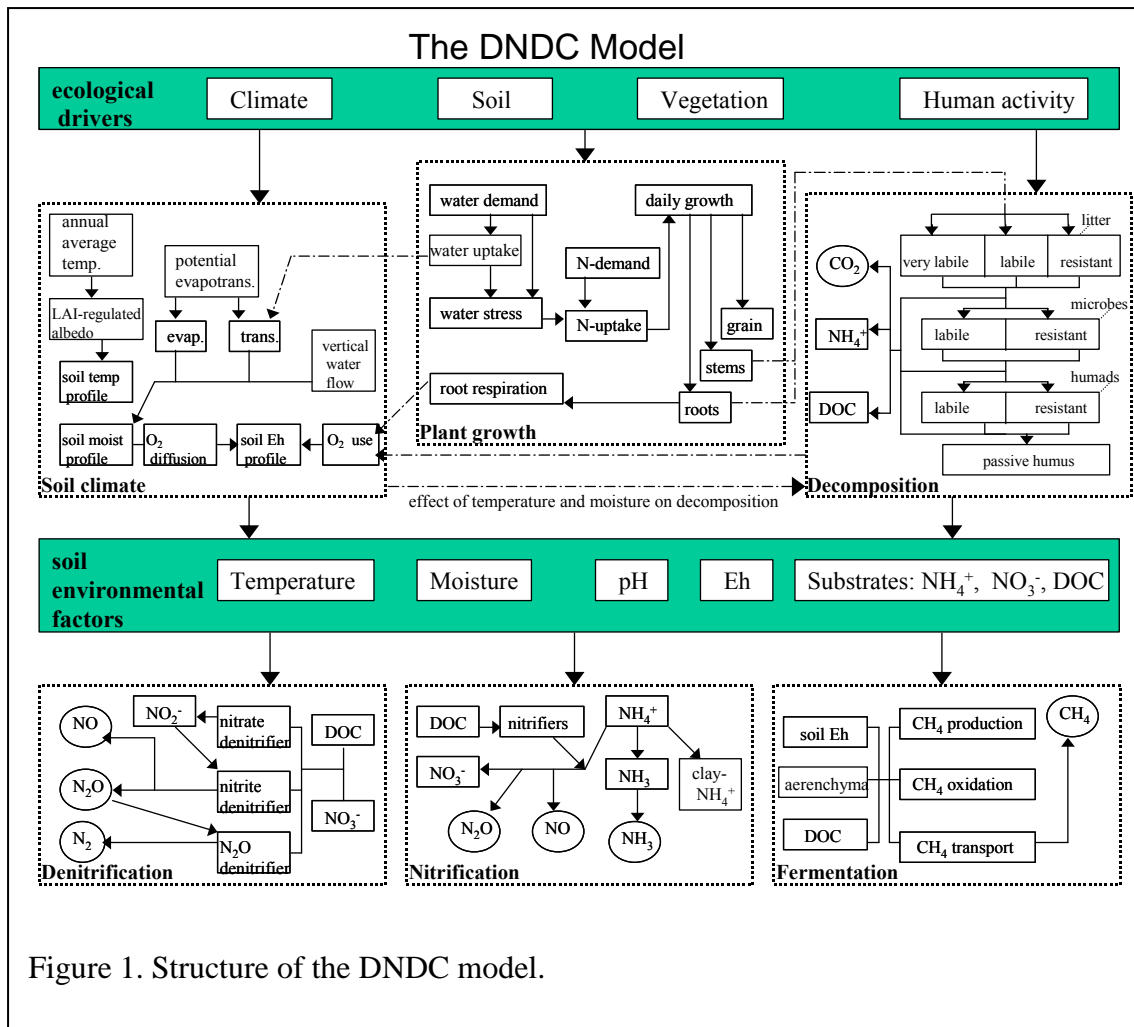 The DNDC Model
ecological
drivers
Climate
Soil
Vegetation
Human activity
annual
average
temp.
potential
evapotrans.
LAI-regulated
albedo
evap.
trans.
vertical
water
flow
soil temp
profile
soil moist
profile
O₂
diffusion
soil Eh
profile
O₂ use
Soil climate
water demand
daily growth
water uptake
N-demand
water stress
N-uptake
grain
stems
root respiration
roots
Plant growth
litter
CO₂
very labile
labile
resistant
microbes
NH₄⁺
labile
resistant
humads
DOC
labile
resistant
passive humus
Decomposition
effect of temperature and moisture on decomposition
soil
environmental
factors
Temperature
Moisture
pH
Eh
Substrates: NH₄⁺, NO₃⁻, DOC
NO
NO₂⁻
nitrate
denitrifier
DOC
N₂O
nitrite
denitrifier
NO₃⁻
N₂
N₂O
denitrifier
Denitrification
DOC
nitrifiers
NH₄⁺
NO₃⁻
NH₃
clay-
NH₄⁺
N₂O
NO
NH₃
Nitrification
soil Eh
CH₄ production
CH₄
aerenchyma
CH₄ oxidation
DOC
CH₄ transport
Fermentation
Figure 1. Structure of the DNDC model.